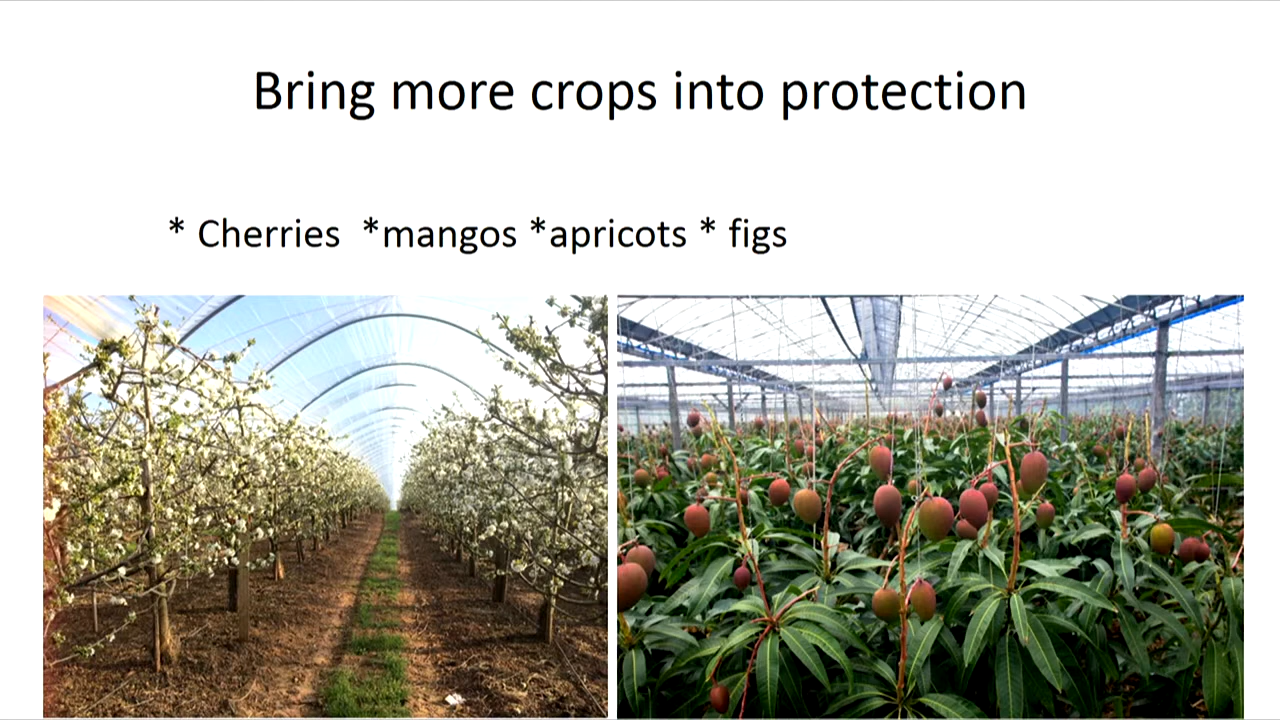 Bring more crops into protection
* Cherries  *mangos *apricots * figs